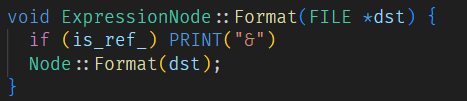 void ExpressionNode::Format(FILE *dst) {
  if (is_ref_) PRINT("&")
  Node::Format(dst);
}